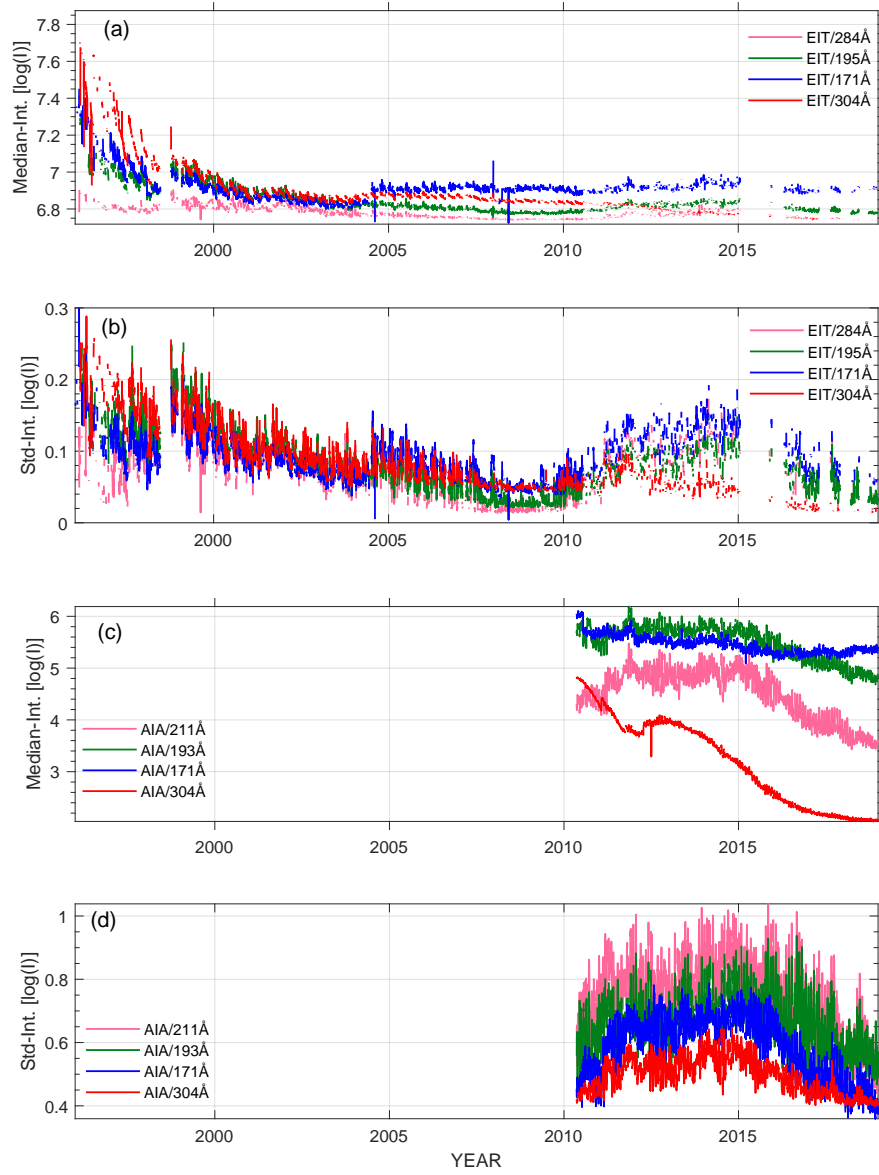 (a)
Median-Int. [log(I)]
7.8
7.6
7.4
7.2
7
6.8
EIT/284Å
EIT/195Å
EIT/171Å
EIT/304Å
2000 2005 2010 2015
(b)
Std-Int. [log(I)]
0.3
0.2
0.1
0
EIT/284Å
EIT/195Å
EIT/171Å
EIT/304Å
2000 2005 2010 2015
(c)
Median-Int. [log(I)]
6
5
4
3
AIA/211Å
AIA/193Å
AIA/171Å
AIA/304Å
2000 2005 2010 2015
(d)
Std-Int. [log(I)]
1
0.8
0.6
0.4
AIA/211Å
AIA/193Å
AIA/171Å
AIA/304Å
2000 2005 2010 2015
YEAR